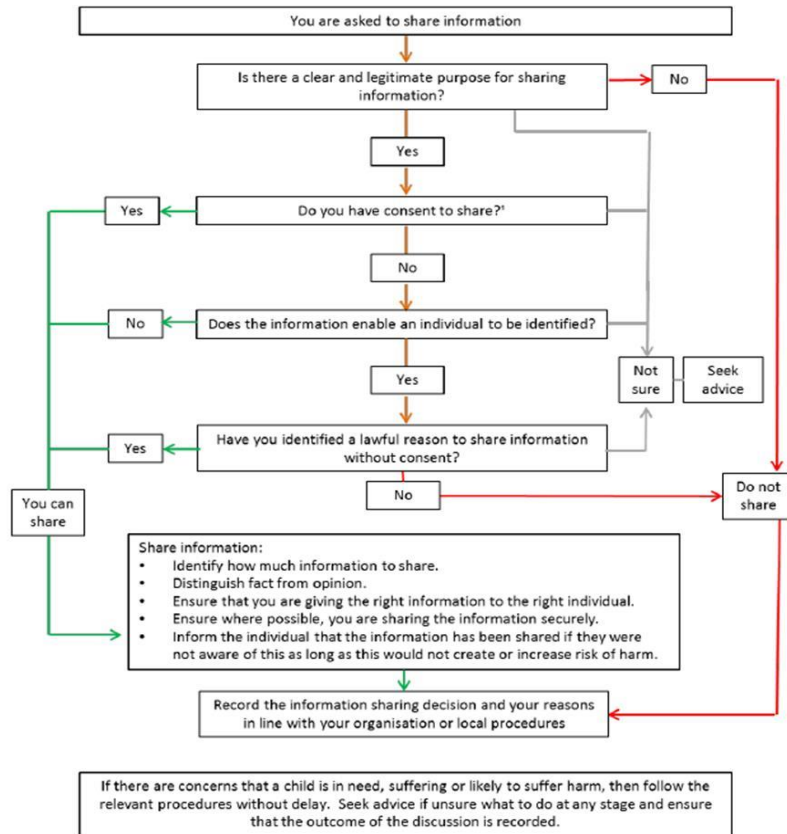 You are asked to share information
Is there a clear and legitimate purpose for sharing
information?
No
Yes
Yes
Do you have consent to share?¹
No
No
Does the information enable an individual to be identified?
Yes
Not
sure
Seek
advice
Yes
Have you identified a lawful reason to share information
without consent?
No
Do not
share
You can
share
Share information:
• Identify how much information to share.
• Distinguish fact from opinion.
• Ensure that you are giving the right information to the right individual.
• Ensure where possible, you are sharing the information securely.
• Inform the individual that the information has been shared if they were
not aware of this as long as this would not create or increase risk of harm.
Record the information sharing decision and your reasons
in line with your organisation or local procedures
If there are concerns that a child is in need, suffering or likely to suffer harm, then follow the
relevant procedures without delay. Seek advice if unsure what to do at any stage and ensure
that the outcome of the discussion is recorded.